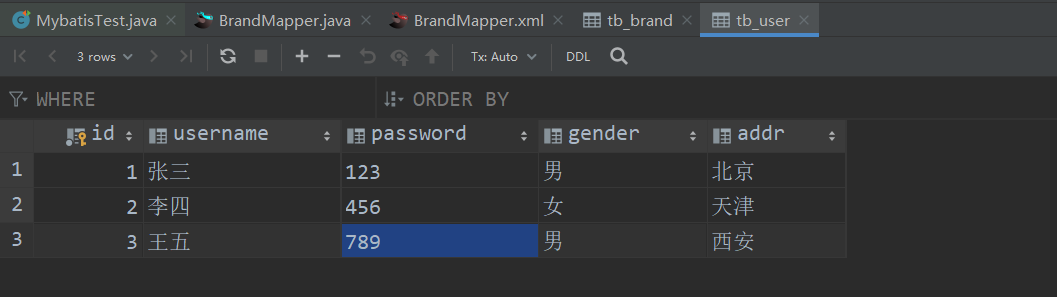 MybatisTest.java BrandMapper.java BrandMapper.xml tb_brand tb_user
3 rows Tx: Auto DDL
WHERE ORDER BY
id username password gender addr
1 1 张三 123 男 北京
2 2 李四 456 女 天津
3 3 王五 789 男 西安